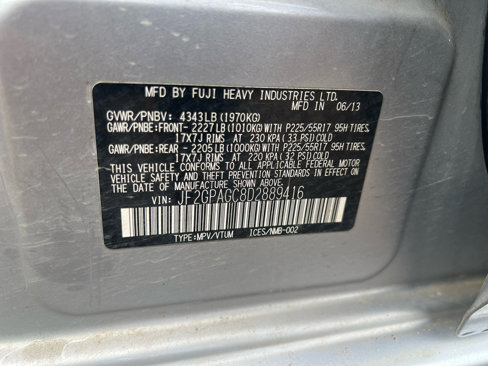 MFD BY FUJI HEAVY INDUSTRIES LTD.
MFD IN 06/13
GVWR/PNBV: 4343LB(1970KG)
GAWR/PNBE:FRONT- 2227LB(1010KG)WITH P225/55R17 95H TIRES,
17X7J RIMS AT 230 KPA(33 PSI)COLD
GAWR/PNBE:REAR - 2205LB(1000KG)WITH P225/55R17 95H TIRES,
17X7J RIMS AT 220 KPA(32 PSI)COLD
THIS VEHICLE CONFORMS TO ALL APPLICABLE FEDERAL MOTOR
VEHICLE SAFETY AND THEFT PREVENTION STANDARDS IN EFFECT
ON THE DATE OF MANUFACTURE SHOWN ABOVE.
VIN: JF2GPAGC8D2889416
TYPE:MPV/VTUM ICES/NMB-002